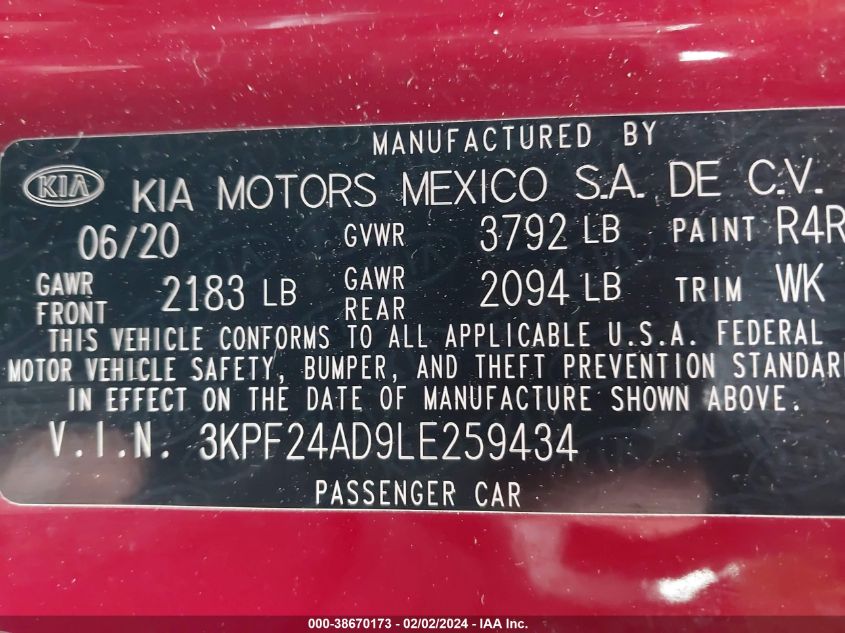 MANUFACTURED BY
KIA KIA MOTORS MEXICO S.A. DE C.V.
06/20 GVWR 3792 LB PAINT R4R
GAWR FRONT 2183 LB GAWR REAR 2094 LB TRIM WK
THIS VEHICLE CONFORMS TO ALL APPLICABLE U.S.A. FEDERAL
MOTOR VEHICLE SAFETY, BUMPER, AND THEFT PREVENTION STANDAR
IN EFFECT ON THE DATE OF MANUFACTURE SHOWN ABOVE.
V.I.N. 3KPF24AD9LE259434
PASSENGER CAR
000-38670173 - 02/02/2024 - IAA, Inc.